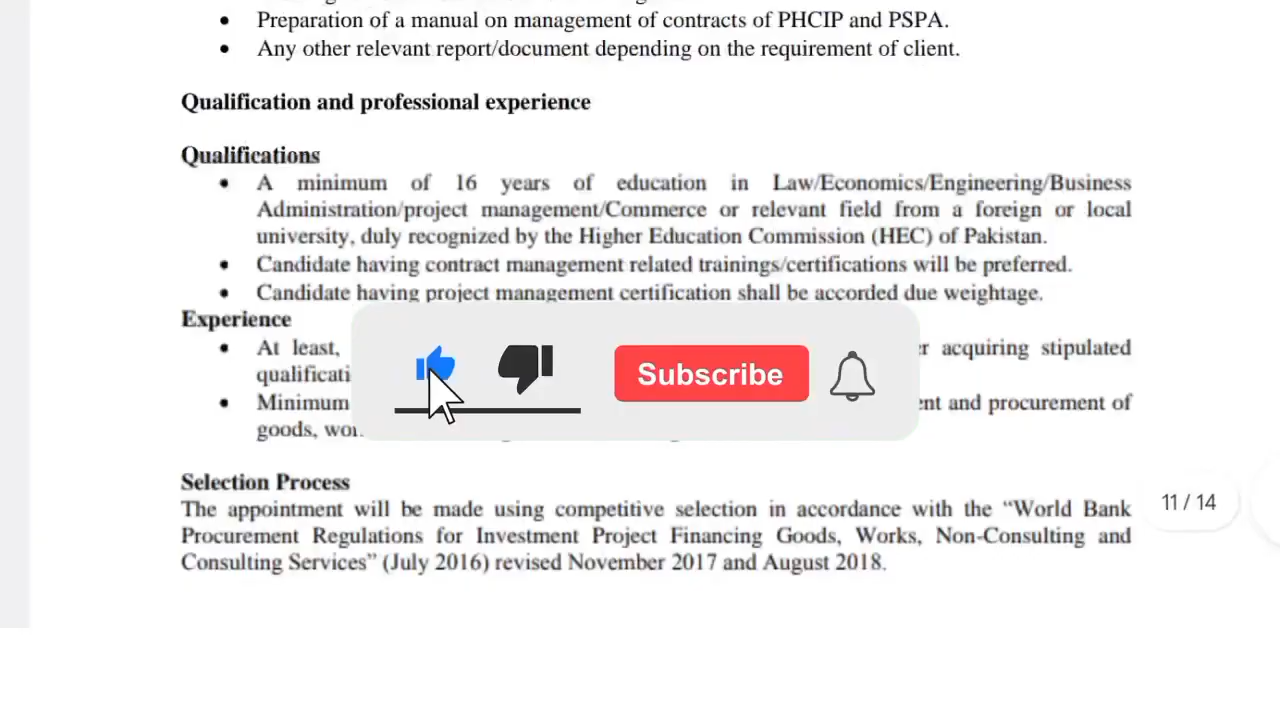 • Preparation of a manual on management of contracts of PHCIP and PSPA.
• Any other relevant report/document depending on the requirement of client.
Qualification and professional experience
Qualifications
• A minimum of 16 years of education in Law/Economics/Engineering/Business
Administration/project management/Commerce or relevant field from a foreign or local
university, duly recognized by the Higher Education Commission (HEC) of Pakistan.
• Candidate having contract management related trainings/certifications will be preferred.
• Candidate having project management certification shall be accorded due weightage.
Experience
• At least, acquiring stipulated
• Minimum and procurement of
goods,
Subscribe
Selection Process
The appointment will be made using competitive selection in accordance with the “World Bank
Procurement Regulations for Investment Project Financing Goods, Works, Non-Consulting and
Consulting Services” (July 2016) revised November 2017 and August 2018.
11 / 14